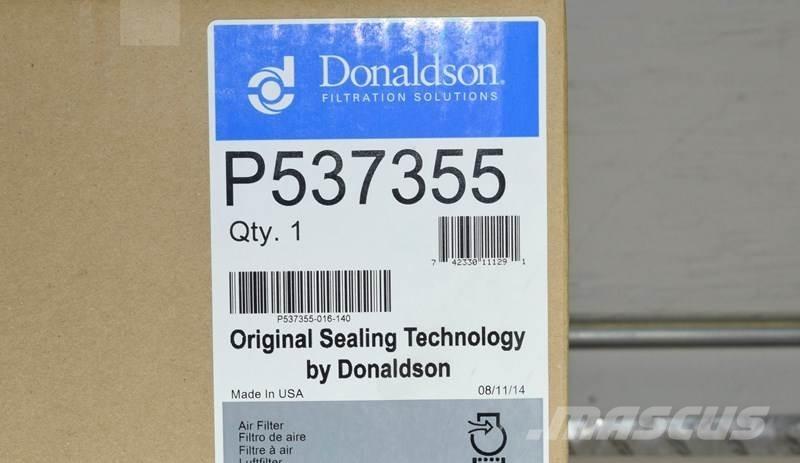 Donaldson.
FILTRATION SOLUTIONS
P537355
Qty. 1
7 42330 11129 1
P537355-016-140
Original Sealing Technology
by Donaldson
Made In USA 08/11/14
Air Filter
Filtro de aire
Filtre à air
Luftfilter
MASCUS